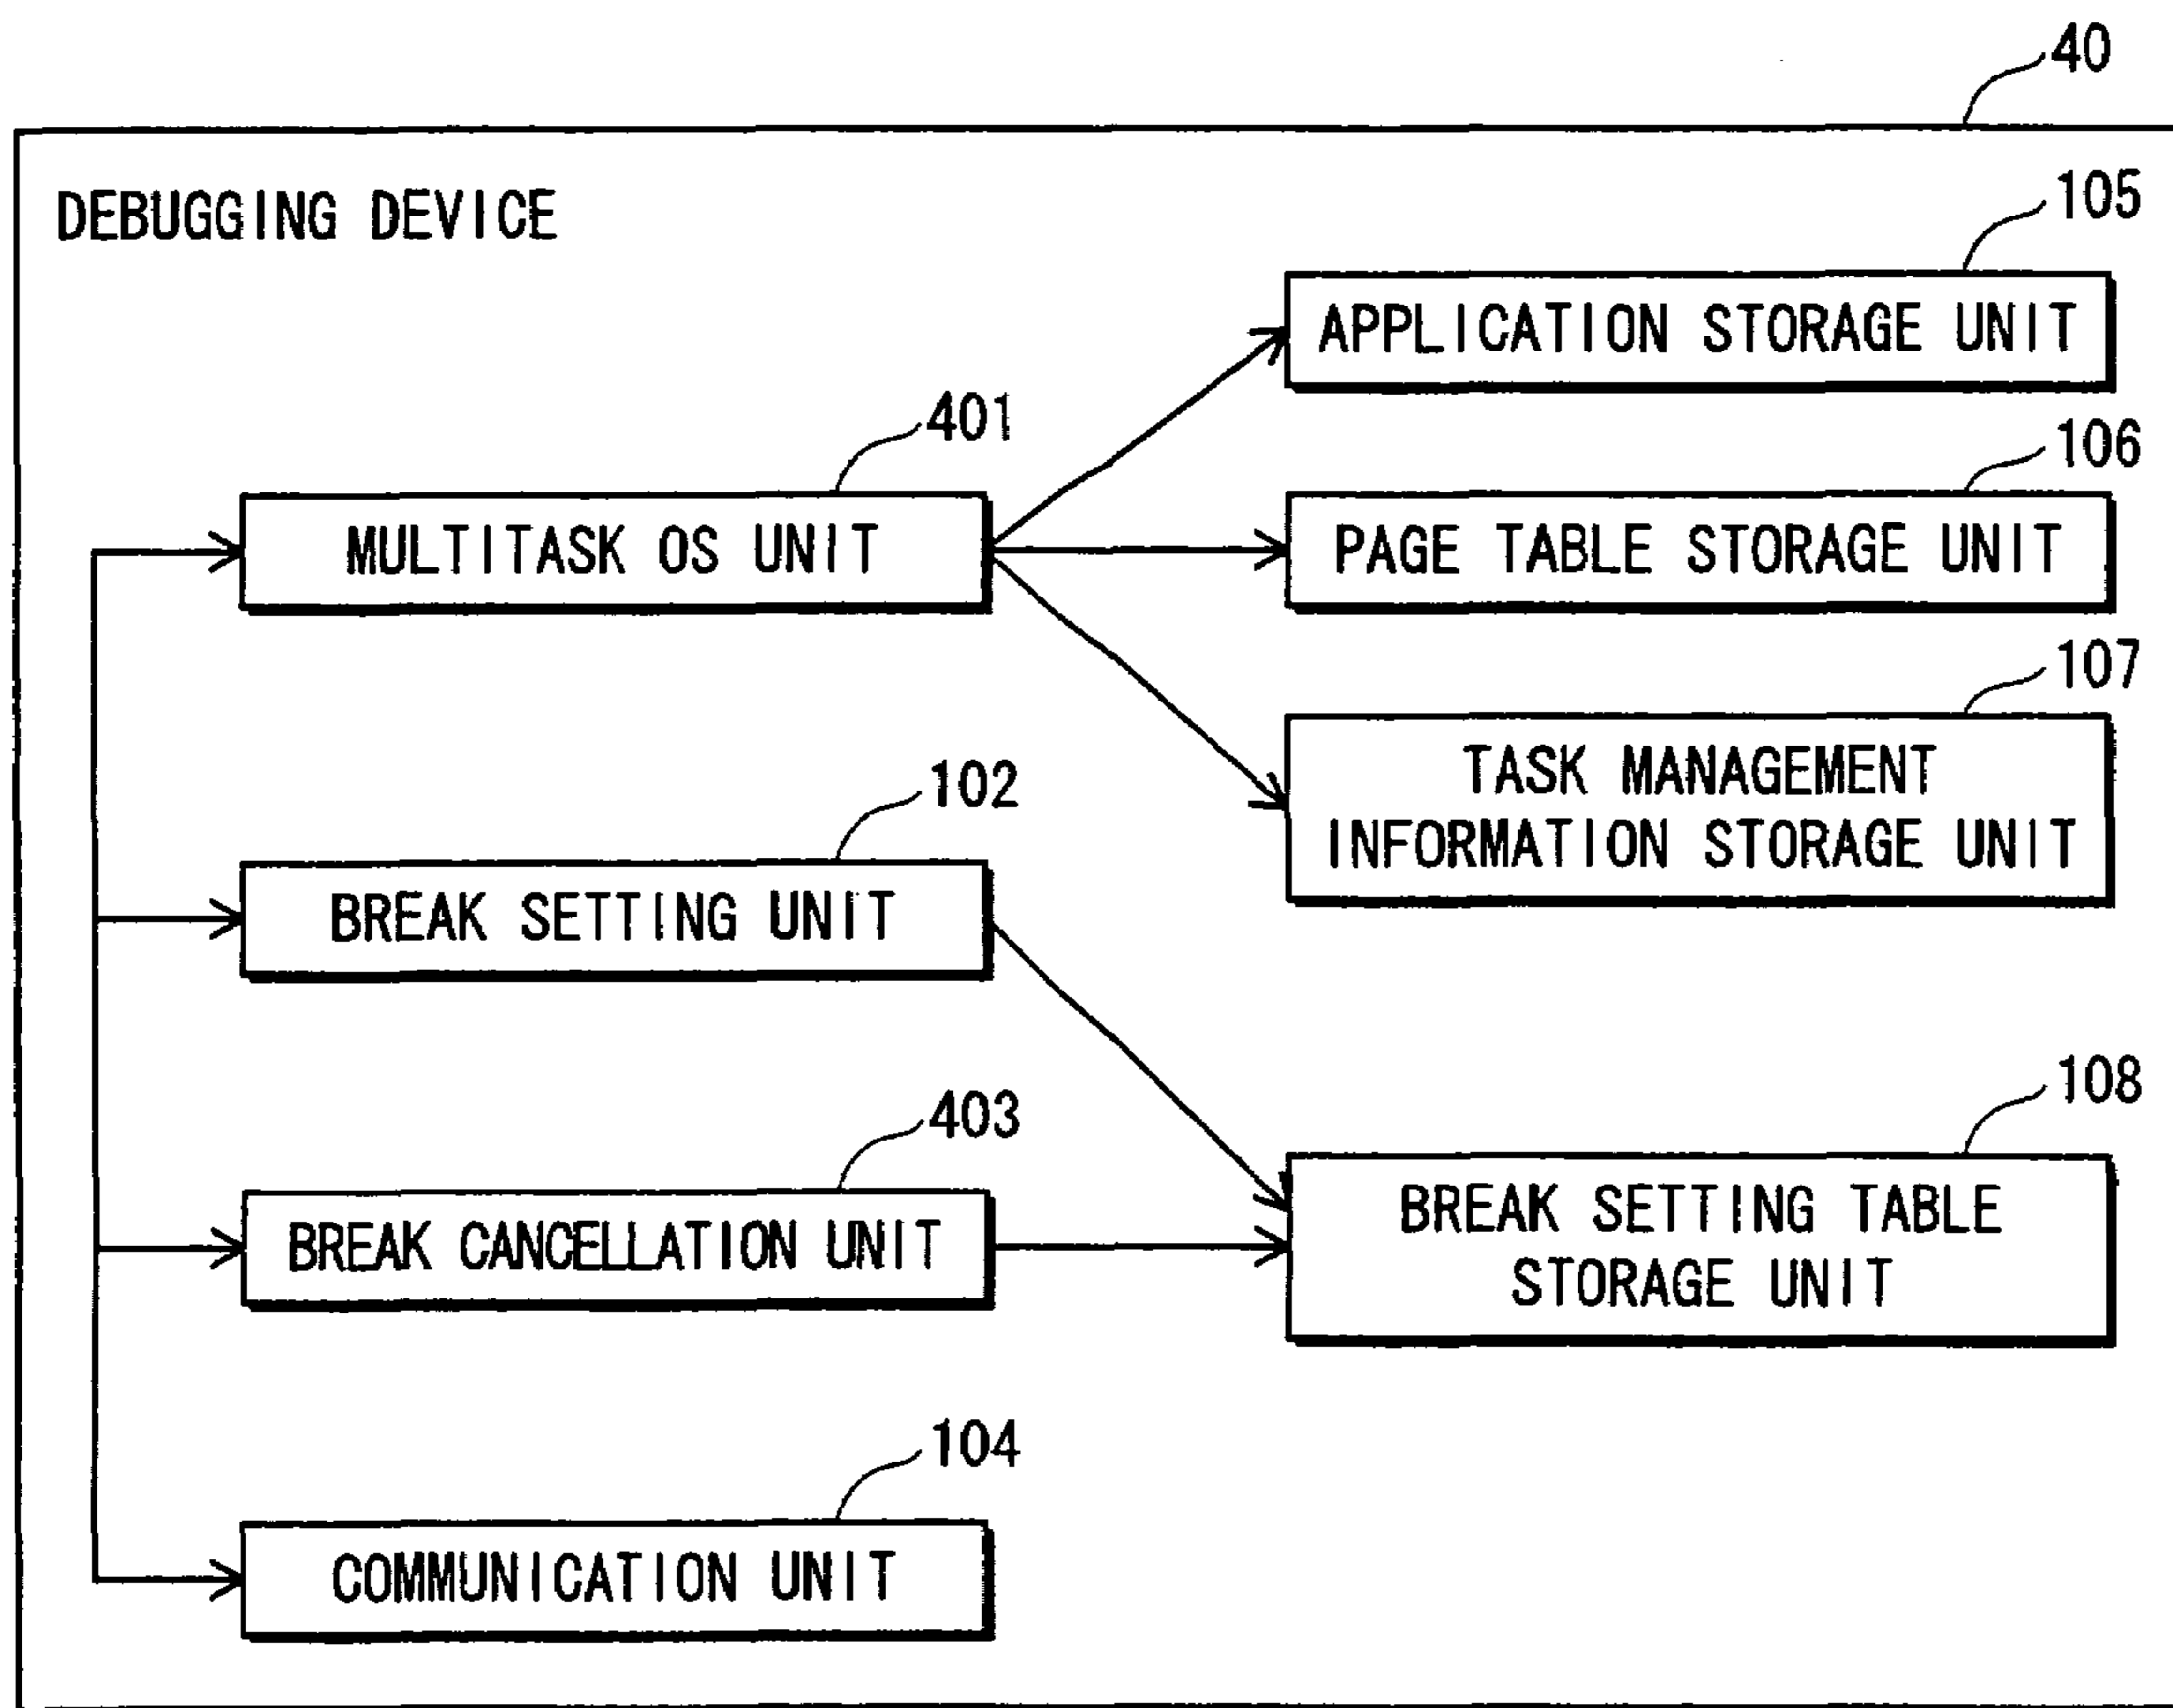 40
DEBUGGING DEVICE
105
APPLICATION STORAGE UNIT
401
106
MULTITASK OS UNIT
PAGE TABLE STORAGE UNIT
107
TASK MANAGEMENT
INFORMATION STORAGE UNIT
102
BREAK SETTING UNIT
108
403
BREAK SETTING TABLE
STORAGE UNIT
BREAK CANCELLATION UNIT
104
COMMUNICATION UNIT